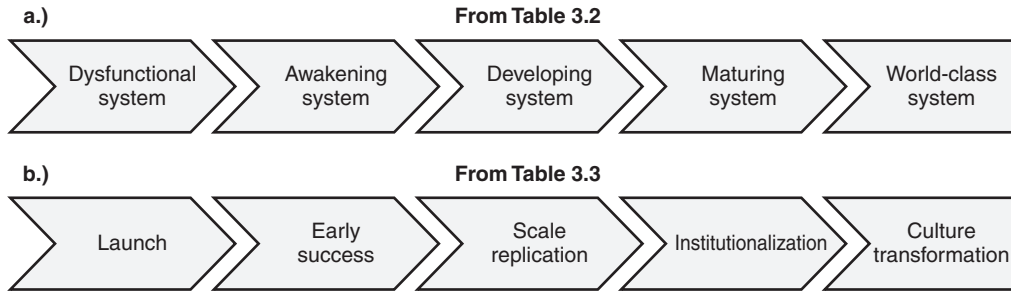 a.)
From Table 3.2
Dysfunctional
system
Awakening
system
Developing
system
Maturing
system
World-class
system
b.)
From Table 3.3
Launch
Early
success
Scale
replication
Institutionalization
Culture
transformation